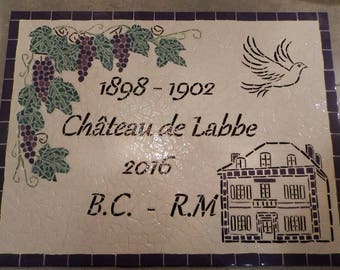 1898 - 1902
Château de Labbe
2016
B.C. - R.M